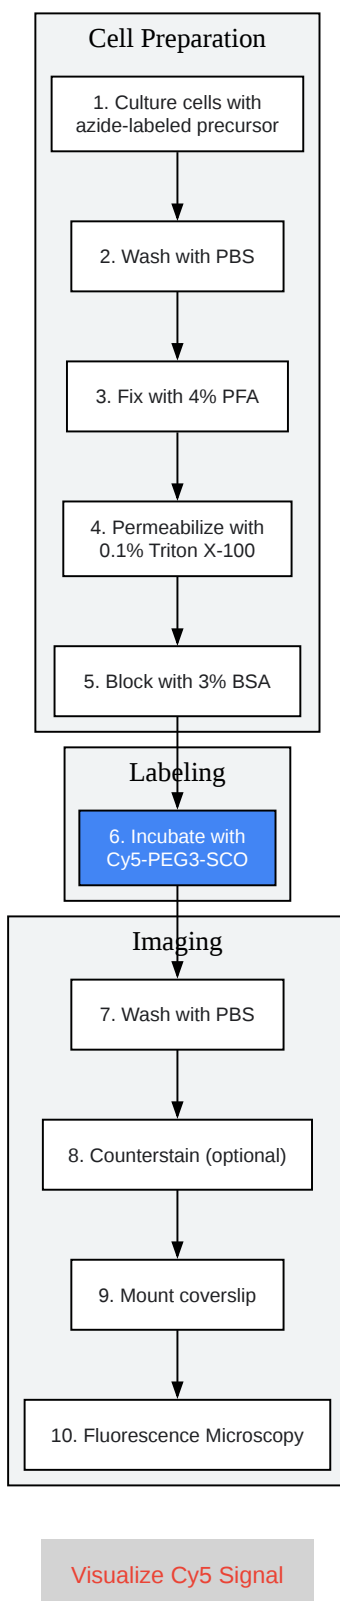 Cell Preparation
1. Culture cells with
azide-labeled precursor
2. Wash with PBS
3. Fix with 4% PFA
4. Permeabilize with
0.1% Triton X-100
5. Block with 3% BSA
Labeling
6. Incubate with
Cy5-PEG3-SCO
Imaging
7. Wash with PBS
8. Counterstain (optional)
9. Mount coverslip
10. Fluorescence Microscopy
Visualize Cy5 Signal